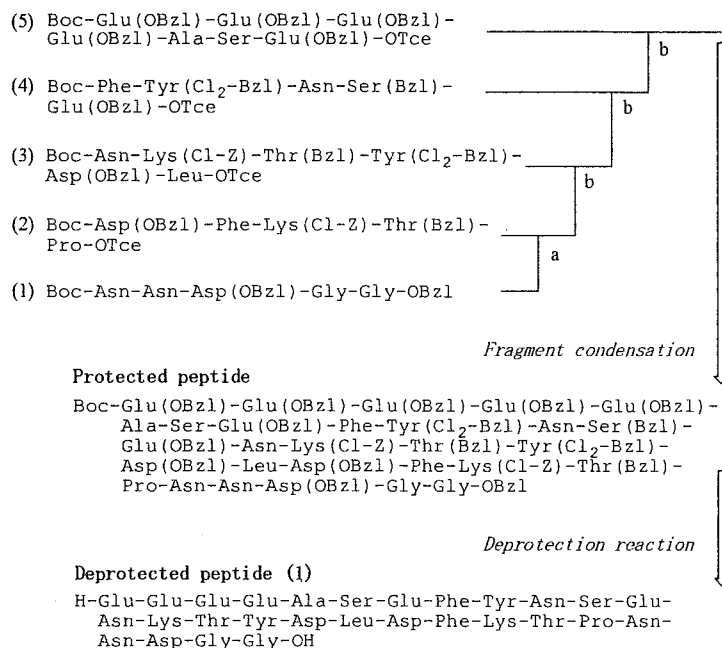 (5) Boc-Glu(OBzl)-Glu(OBzl)-Glu(OBzl)-
Glu(OBzl)-Ala-Ser-Glu(OBzl)-OTce
b
(4) Boc-Phe-Tyr(Cl2-Bzl)-Asn-Ser(Bzl)-
Glu(OBzl)-OTce
b
(3) Boc-Asn-Lys(Cl-Z)-Thr(Bzl)-Tyr(Cl2-Bzl)-
Asp(OBzl)-Leu-OTce
b
(2) Boc-Asp(OBzl)-Phe-Lys(Cl-Z)-Thr(Bzl)-
Pro-OTce
a
(1) Boc-Asn-Asn-Asp(OBzl)-Gly-Gly-OBzl
Fragment condensation
Protected peptide
Boc-Glu(OBzl)-Glu(OBzl)-Glu(OBzl)-Glu(OBzl)-Glu(OBzl)-
Ala-Ser-Glu(OBzl)-Phe-Tyr(Cl2-Bzl)-Asn-Ser(Bzl)-
Glu(OBzl)-Asn-Lys(Cl-Z)-Thr(Bzl)-Tyr(Cl2-Bzl)-
Asp(OBzl)-Leu-Asp(OBzl)-Phe-Lys(Cl-Z)-Thr(Bzl)-
Pro-Asn-Asn-Asp(OBzl)-Gly-Gly-OBzl
Deprotection reaction
Deprotected peptide (1)
H-Glu-Glu-Glu-Glu-Ala-Ser-Glu-Phe-Tyr-Asn-Ser-Glu-
Asn-Lys-Thr-Tyr-Asp-Leu-Asp-Phe-Lys-Thr-Pro-Asn-
Asn-Asp-Gly-Gly-OH